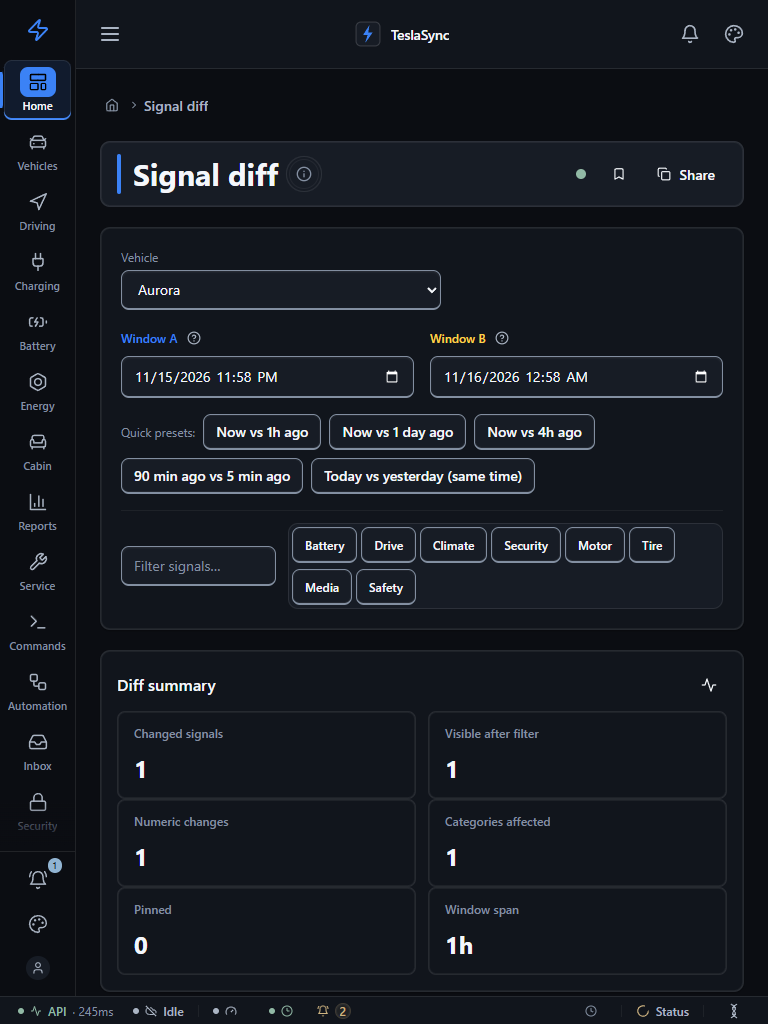 TeslaSync
Home
Vehicles
Driving
Charging
Battery
Energy
Cabin
Reports
Service
Commands
Automation
Inbox
Security
1
Signal diff
Signal diff
Share
Vehicle
Aurora
Window A
Window B
11/15/2026 11:58 PM
11/16/2026 12:58 AM
Quick presets:
Now vs 1h ago
Now vs 1 day ago
Now vs 4h ago
90 min ago vs 5 min ago
Today vs yesterday (same time)
Filter signals...
Battery
Drive
Climate
Security
Motor
Tire
Media
Safety
Diff summary
Changed signals
1
Visible after filter
1
Numeric changes
1
Categories affected
1
Pinned
0
Window span
1h
API · 245ms
Idle
2
Status